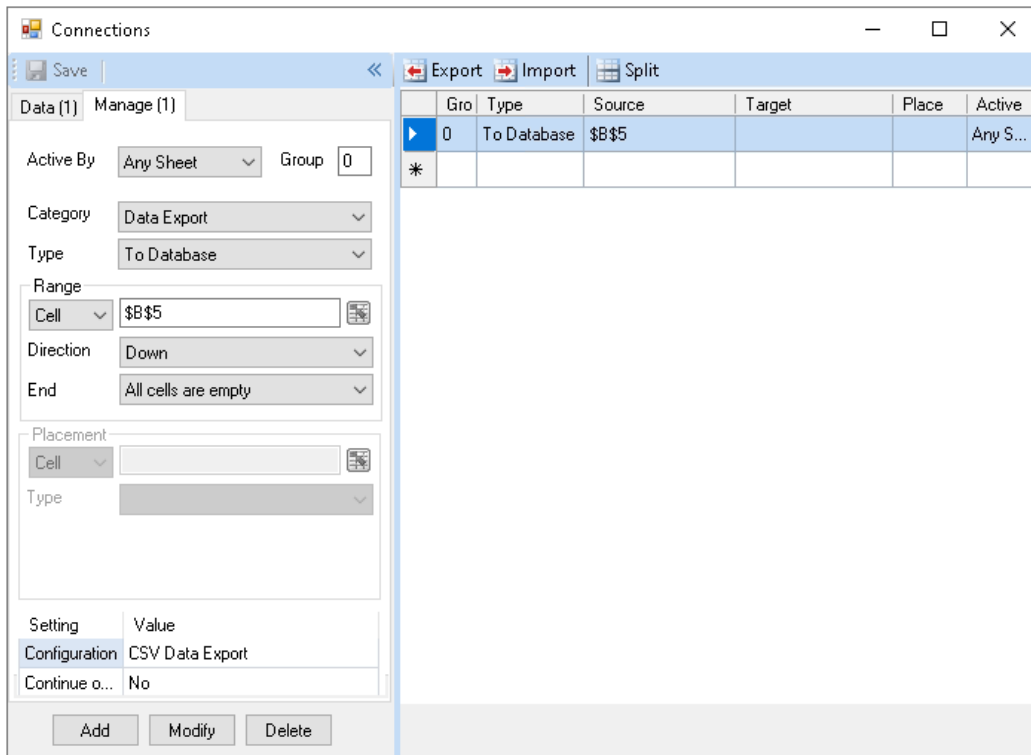 Connections
Save « Export Import Split
Data (1) Manage (1)
Gro Type Source Target Place Active
0 To Database $B$5 Any S...
Active By Any Sheet Group 0
Category Data Export
Type To Database
Range
Cell $B$5
Direction Down
End All cells are empty
Placement
Cell
Type
Setting Value
Configuration CSV Data Export
Continue o... No
Add Modify Delete